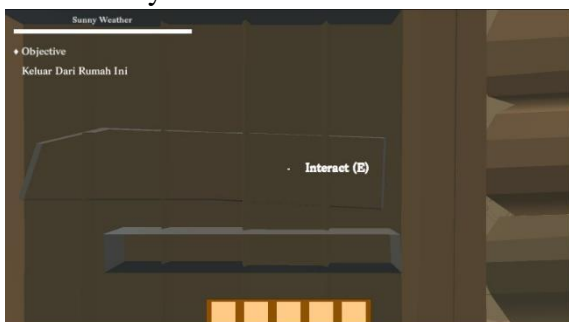 Sunny Weather
♦ Objective
Keluar Dari Rumah Ini
Interact (E)